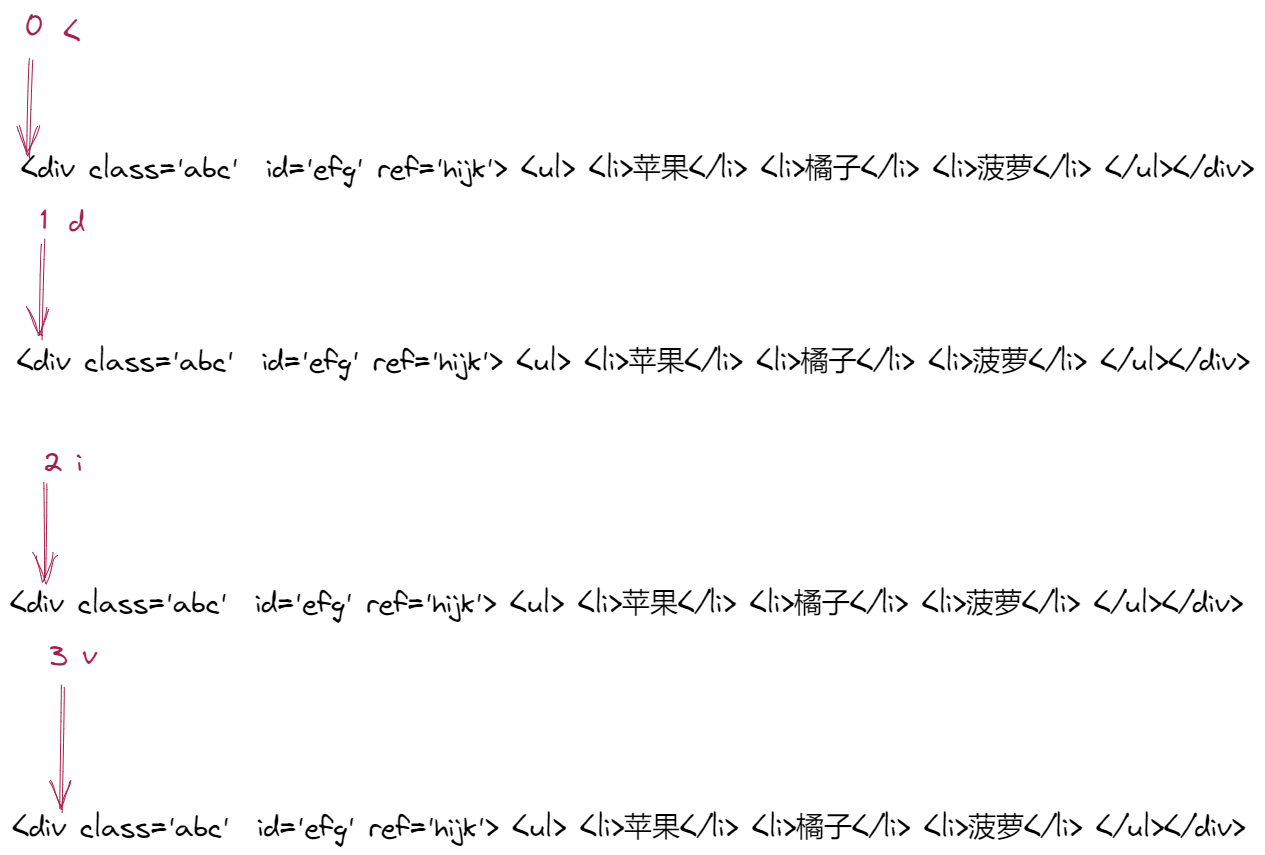 0 <
<div class='abc'  id='efg' ref='hijk'> <ul> <li>苹果</li> <li>橘子</li> <li>菠萝</li> </ul></div>
1 d
<div class='abc'  id='efg' ref='hijk'> <ul> <li>苹果</li> <li>橘子</li> <li>菠萝</li> </ul></div>
2 i
<div class='abc'  id='efg' ref='hijk'> <ul> <li>苹果</li> <li>橘子</li> <li>菠萝</li> </ul></div>
3 v
<div class='abc'  id='efg' ref='hijk'> <ul> <li>苹果</li> <li>橘子</li> <li>菠萝</li> </ul></div>